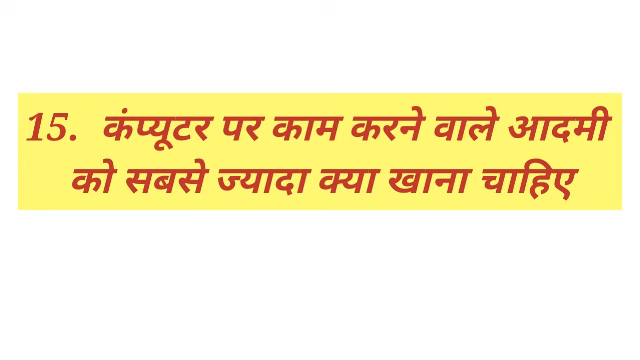 15. कंप्यूटर पर काम करने वाले आदमी
को सबसे ज्यादा क्या खाना चाहिए